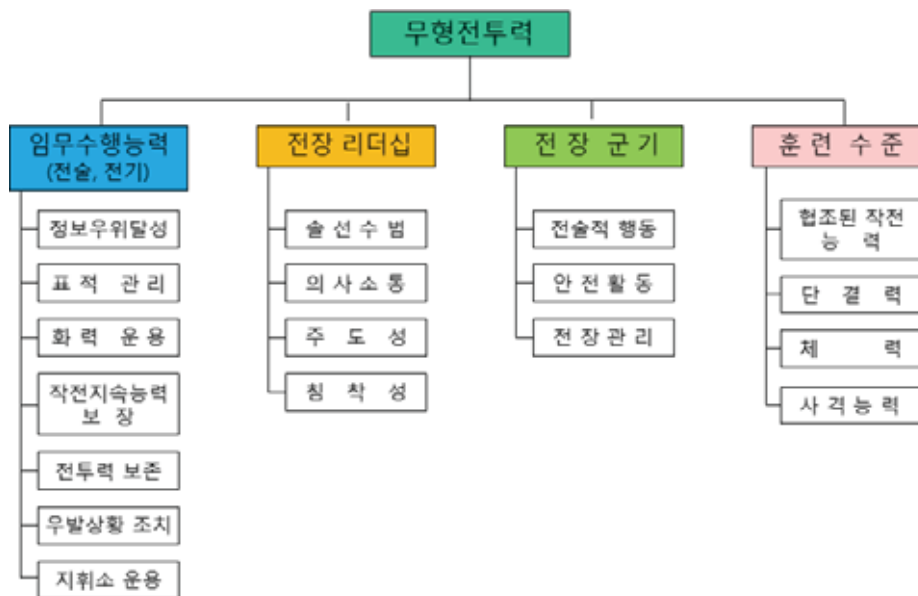 무형전투력
임무수행능력
(전술, 전기)
정보우위달성
표적 관리
화력 운용
작전지속능력
보 장
전투력 보존
우발상황 조치
지휘소 운용
전장 리더십
솔선수범
의사소통
주 도 성
침 착 성
전 장 군 기
전술적 행동
안전활동
전장관리
훈 련 수 준
협조된 작전
능 력
단 결 력
체 력
사격능력